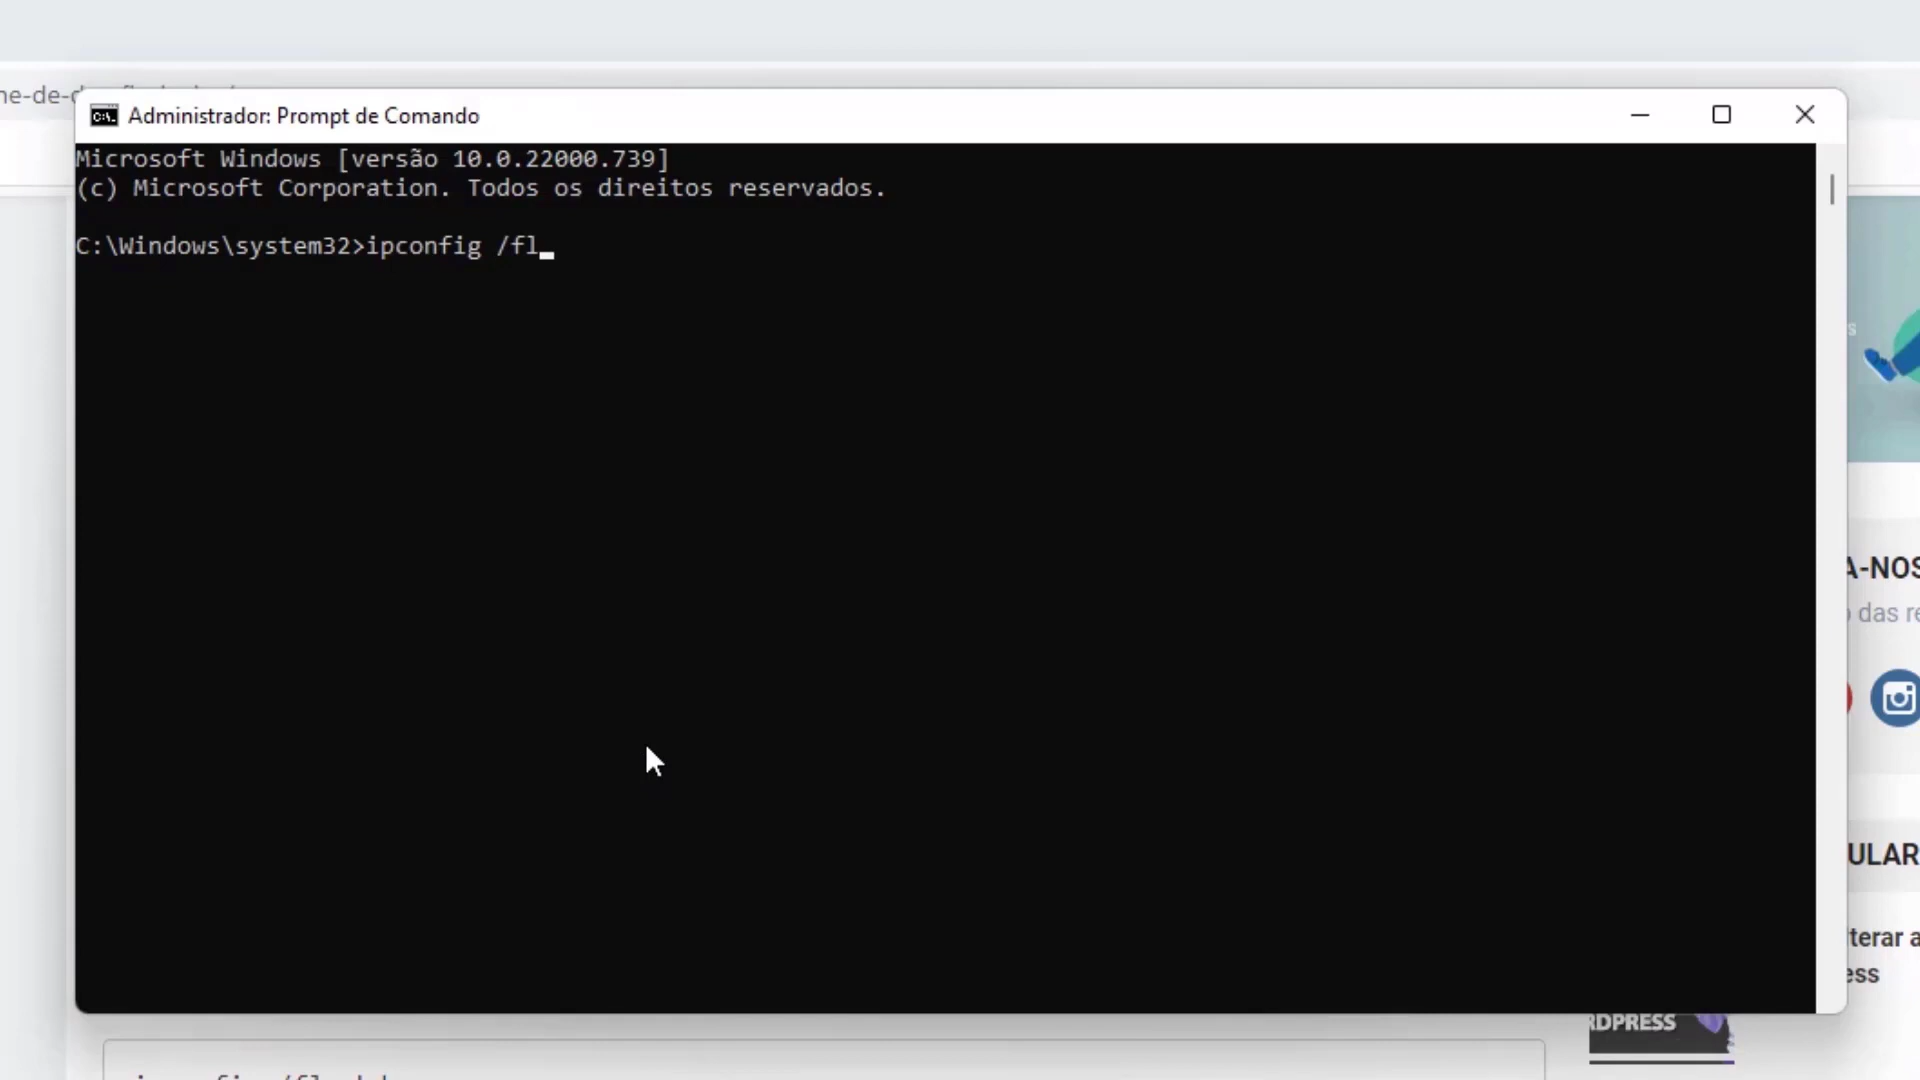 Administrador: Prompt de Comando
Microsoft Windows [versão 10.0.22000.739]
(c) Microsoft Corporation. Todos os direitos reservados.
C:\Windows\system32>ipconfig /fl
A-NOS
das re
ULAR
lterar a
ess
RDPRESS